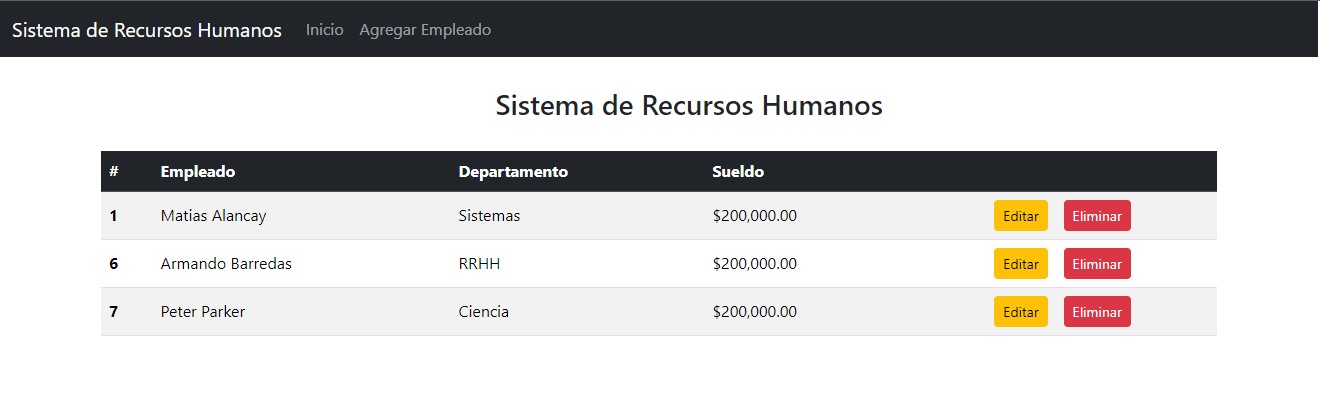 Sistema de Recursos Humanos Inicio Agregar Empleado
Sistema de Recursos Humanos
# Empleado Departamento Sueldo
1 Matias Alancay Sistemas $200,000.00 Editar Eliminar
6 Armando Barredas RRHH $200,000.00 Editar Eliminar
7 Peter Parker Ciencia $200,000.00 Editar Eliminar